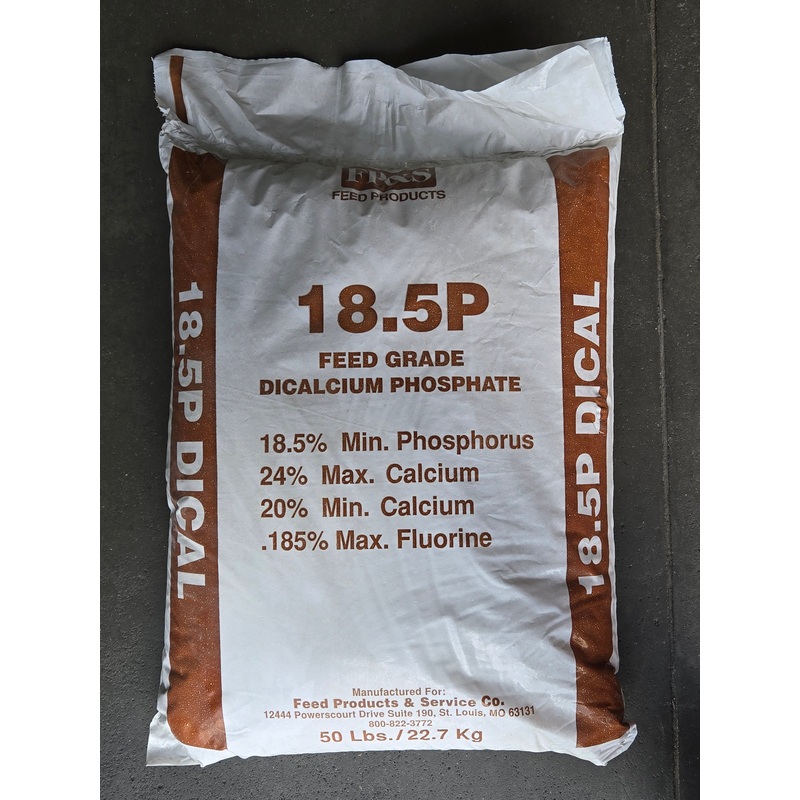 FP&S
FEED PRODUCTS
18.5P
FEED GRADE
DICALCIUM PHOSPHATE
18.5% Min. Phosphorus
24% Max. Calcium
20% Min. Calcium
.185% Max. Fluorine
18.5P DICAL
18.5P DICAL
Manufactured For:
Feed Products & Service Co.
12444 Powerscourt Drive Suite 190, St. Louis, MO 63131
800-822-3772
50 Lbs. / 22.7 Kg